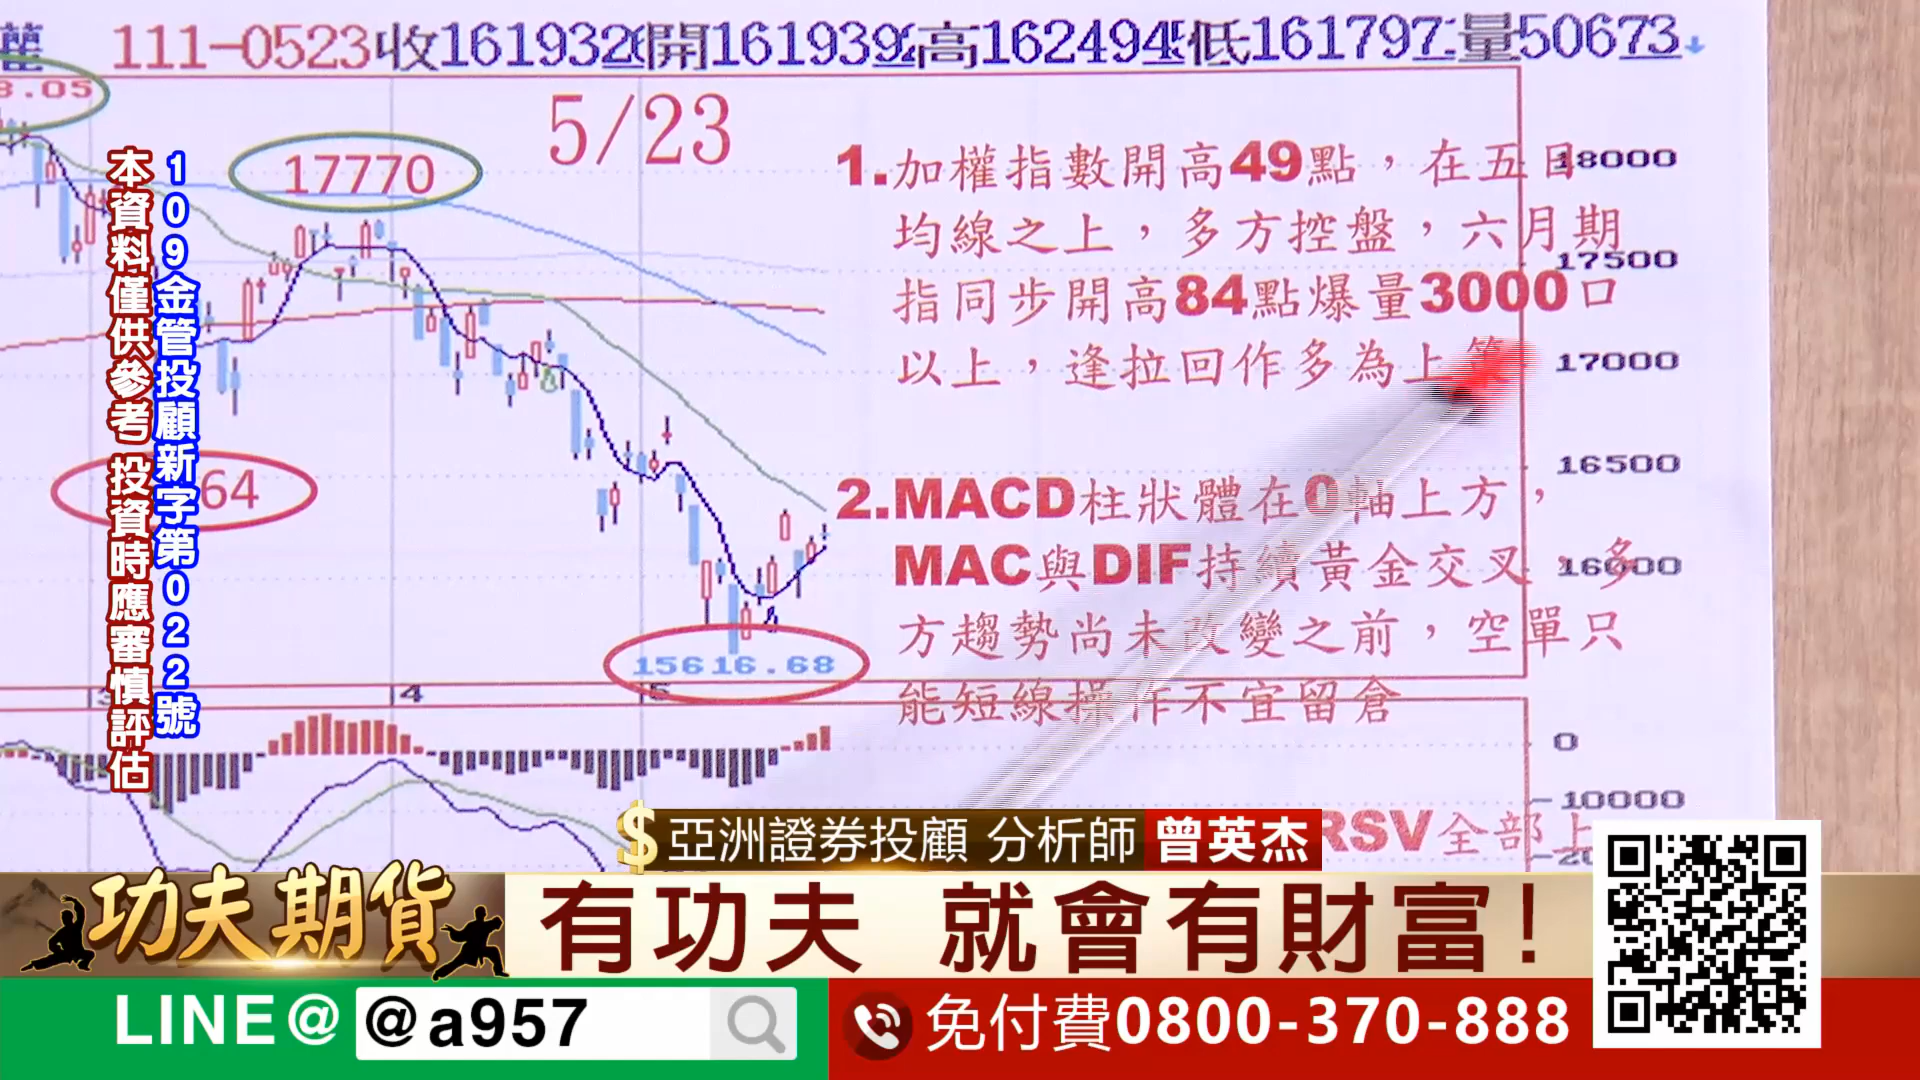 111-0523收161932開161939高162494低161797量50673↓
8.05
5/23
17770
1.加權指數開高49點，在五日
均線之上，多方控盤，六月期
指同步開高84點爆量3000口
以上，逢拉回作多為上策
2.MACD柱狀體在0軸上方，
MAC與DIF持續黃金交叉，多
方趨勢尚未改變之前，空單只
能短線操作不宜留倉
RSV全部上
18000
17500
17000
16500
16000
0
-10000
64
15616.68
3
4
5
109金管投顧新字第022號
本資料僅供參考 投資時應審慎評估
$亞洲證券投顧 分析師 曾英杰
功夫期貨
有功夫 就會有財富!
LINE@ @a957
免付費0800-370-888